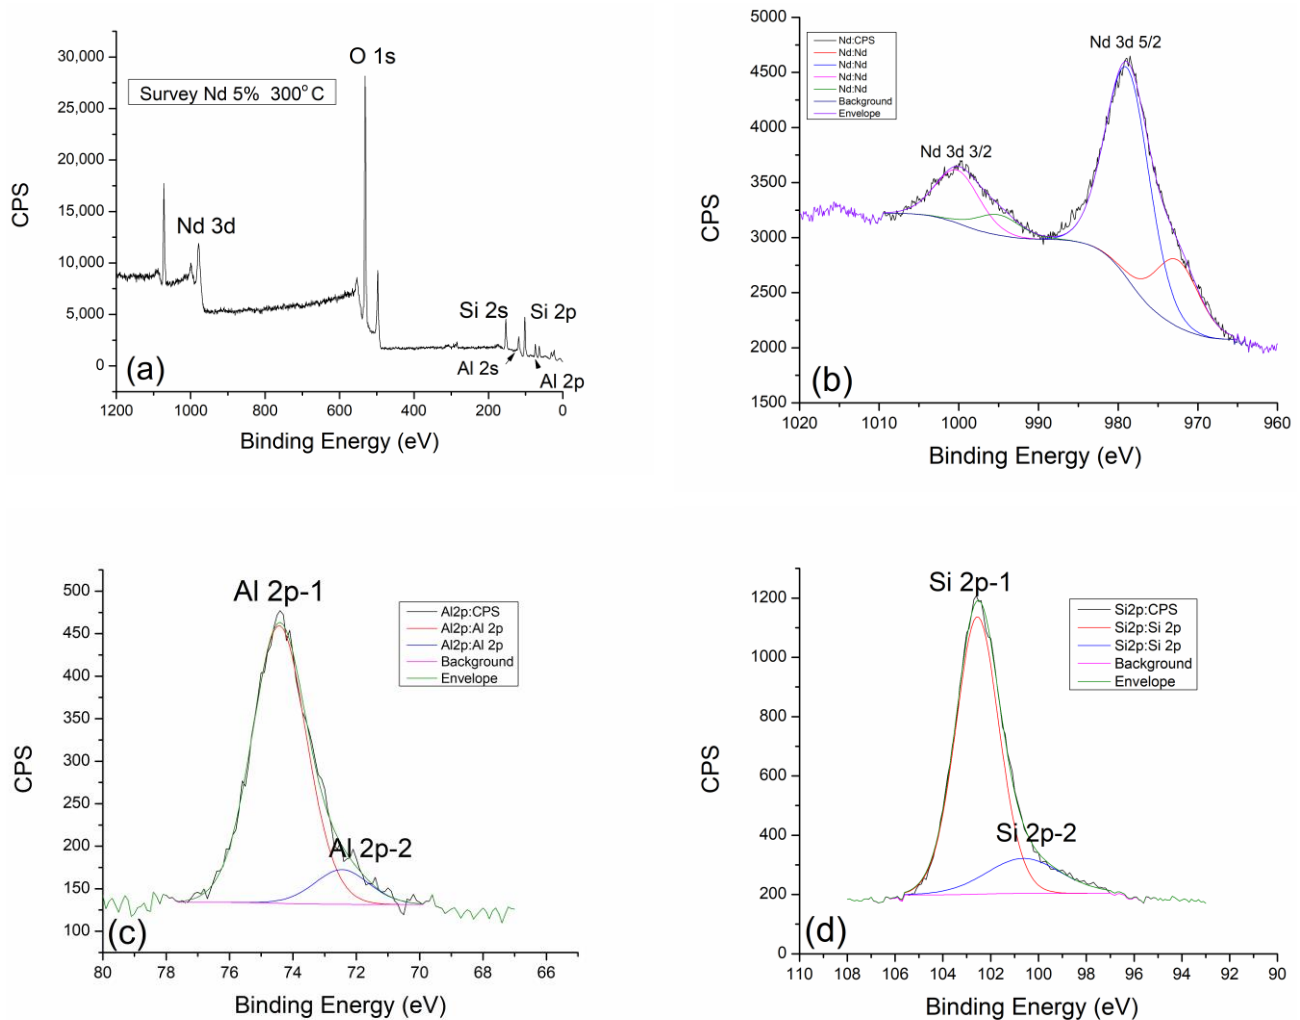 30,000
25,000
20,000
15,000
10,000
5,000
0
CPS
O 1s
Survey Nd 5% 300°C
Nd 3d
Si 2s
Si 2p
Al 2s
Al 2p
(a)
1200 1000 800 600 400 200 0
Binding Energy (eV)
5000
4500
4000
3500
3000
2500
2000
1500
CPS
Nd:CPS
Nd:Nd
Nd:Nd
Nd:Nd
Nd:Nd
Background
Envelope
Nd 3d 5/2
Nd 3d 3/2
(b)
1020 1010 1000 990 980 970 960
Binding Energy (eV)
500
450
400
350
300
250
200
150
100
CPS
Al 2p-1
Al2p:CPS
Al2p:Al 2p
Al2p:Al 2p
Background
Envelope
Al 2p-2
(c)
80 78 76 74 72 70 68 66
Binding Energy (eV)
1200
1000
800
600
400
200
0
CPS
Si 2p-1
Si2p:CPS
Si2p:Si 2p
Si2p:Si 2p
Background
Envelope
Si 2p-2
(d)
110 108 106 104 102 100 98 96 94 92 90
Binding Energy (eV)